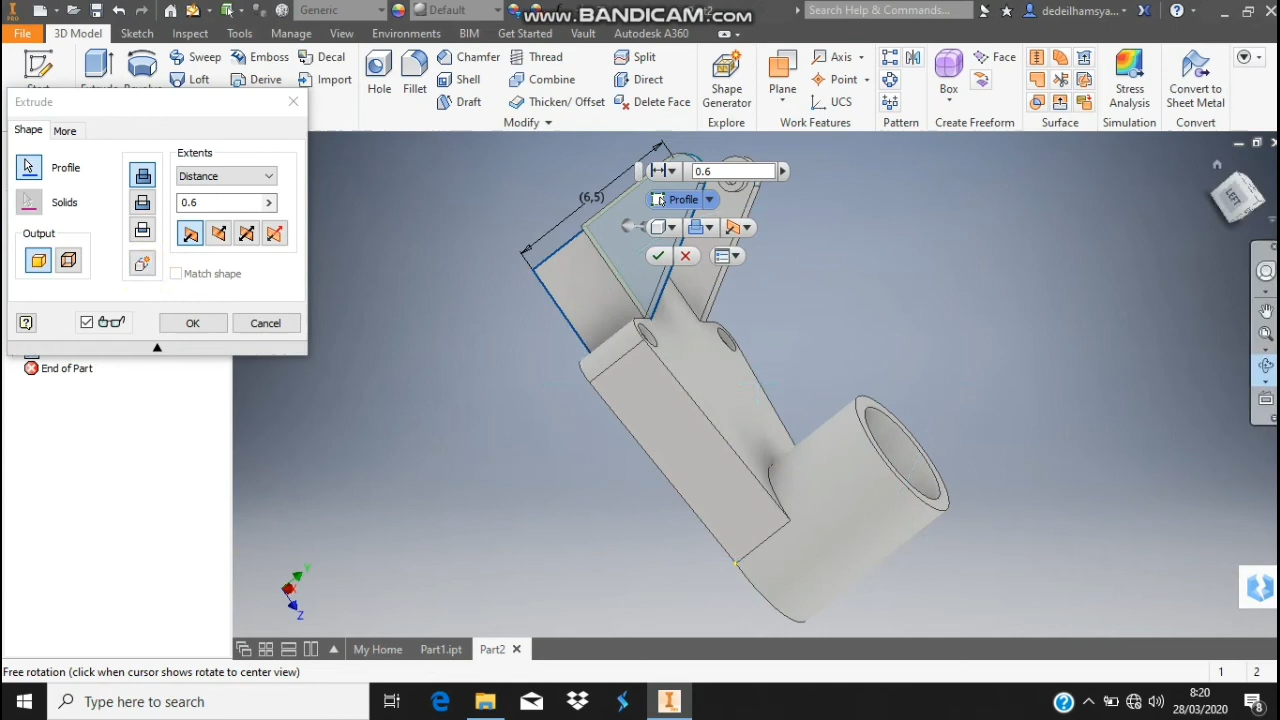 PRO
Generic
Default
www.BANDICAM.com
Search Help & Commands...
dedeilhamsya...
File
3D Model
Sketch
Inspect
Tools
Manage
View
Environments
BIM
Get Started
Vault
Autodesk A360
Start
Sweep
Emboss
Decal
Loft
Derive
Import
Hole
Fillet
Chamfer
Shell
Draft
Thread
Combine
Thicken/ Offset
Split
Direct
Delete Face
Modify
Shape
Generator
Explore
Plane
Axis
Point
UCS
Work Features
Pattern
Box
Face
Create Freeform
Surface
Stress
Analysis
Simulation
Convert to
Sheet Metal
Convert
Extrude
Shape
More
Profile
Solids
Output
Extents
Distance
0.6
Match shape
OK
Cancel
End of Part
(6,5)
0.6
Profile
LEFT
Y
X
Z
My Home
Part1.ipt
Part2
Free rotation (click when cursor shows rotate to center view)
1
2
Type here to search
8:20
28/03/2020
8